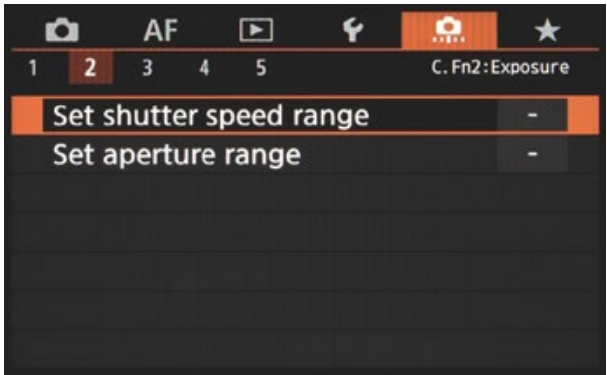 AF
1 2 3 4 5 C.Fn2:Exposure
Set shutter speed range -
Set aperture range -